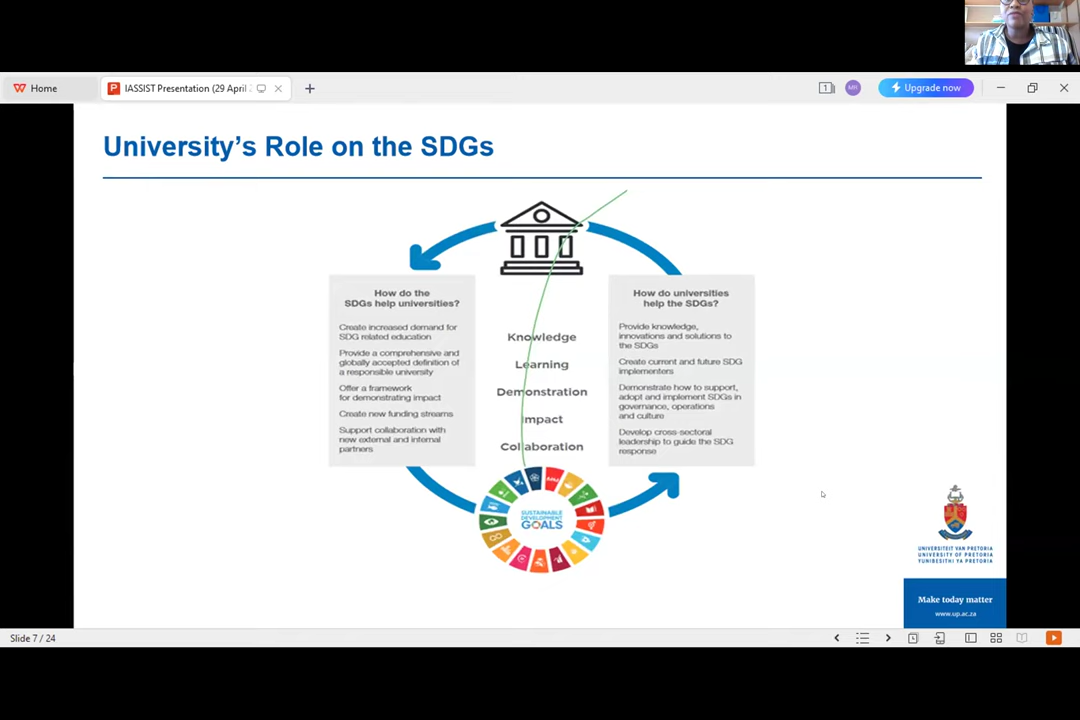 Home
IASSIST Presentation (29 April
1
MR
Upgrade now
University's Role on the SDGs
How do the
SDGs help universities?
Create increased demand for
SDG related education
Provide a comprehensive and
globally accepted definition of
a responsible university
Offer a framework
for demonstrating impact
Create new funding streams
Support collaboration with
new external and internal
partners
Knowledge
Learning
Demonstration
Impact
Collaboration
How do universities
help the SDGs?
Provide knowledge,
innovations and solutions to
the SDGs
Create current and future SDG
implementers
Demonstrate how to support,
adopt and implement SDGs in
governance, operations
and culture
Develop cross-sectoral
leadership to guide the SDG
response
SUSTAINABLE
DEVELOPMENT
GOALS
UNIVERSITEIT VAN PRETORIA
UNIVERSITY OF PRETORIA
YUNIBESITHI YA PRETORIA
Make today matter
www.up.ac.za
Slide 7 / 24